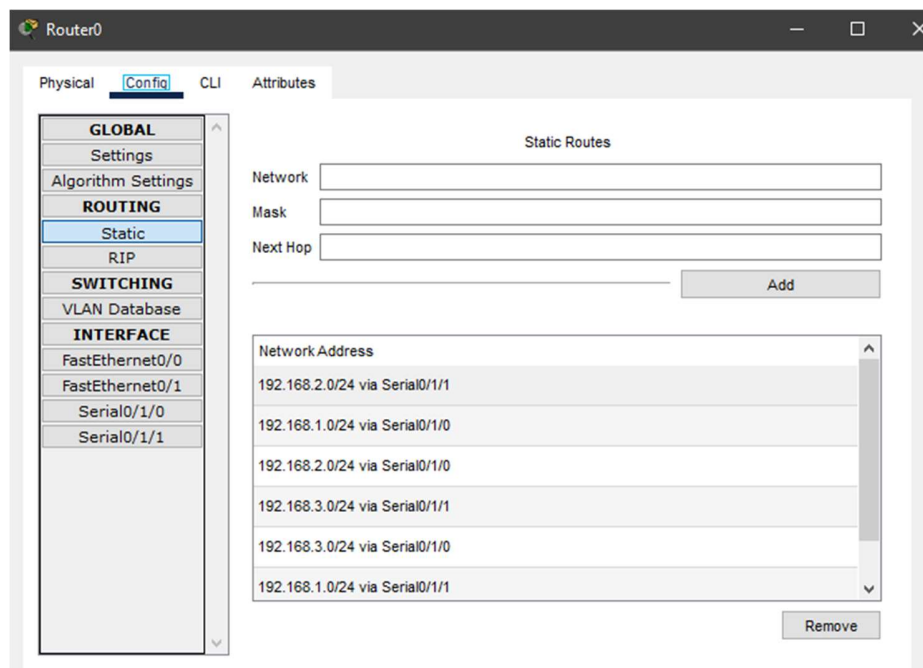 Router0
Physical Config CLI Attributes
GLOBAL
Settings
Algorithm Settings
ROUTING
Static
RIP
SWITCHING
VLAN Database
INTERFACE
FastEthernet0/0
FastEthernet0/1
Serial0/1/0
Serial0/1/1
Static Routes
Network
Mask
Next Hop
Add
Network Address
192.168.2.0/24 via Serial0/1/1
192.168.1.0/24 via Serial0/1/0
192.168.2.0/24 via Serial0/1/0
192.168.3.0/24 via Serial0/1/1
192.168.3.0/24 via Serial0/1/0
192.168.1.0/24 via Serial0/1/1
Remove